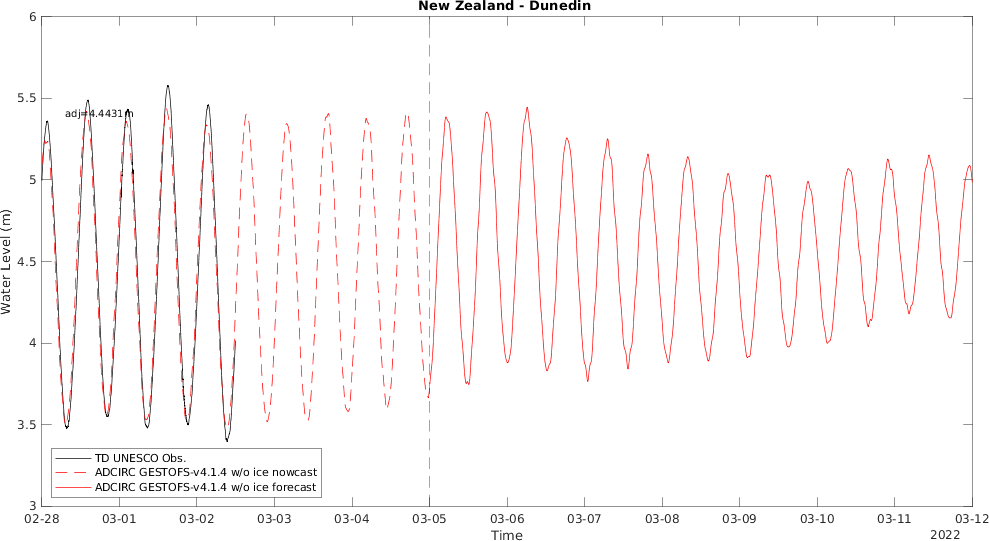 New Zealand - Dunedin
6
5.5
adj=4.4431 m
5
4.5
4
3.5
3
Water Level (m)
TD UNESCO Obs.
ADCIRC GESTOFS-v4.1.4 w/o ice nowcast
ADCIRC GESTOFS-v4.1.4 w/o ice forecast
02-28 03-01 03-02 03-03 03-04 03-05 03-06 03-07 03-08 03-09 03-10 03-11 03-12
Time
2022